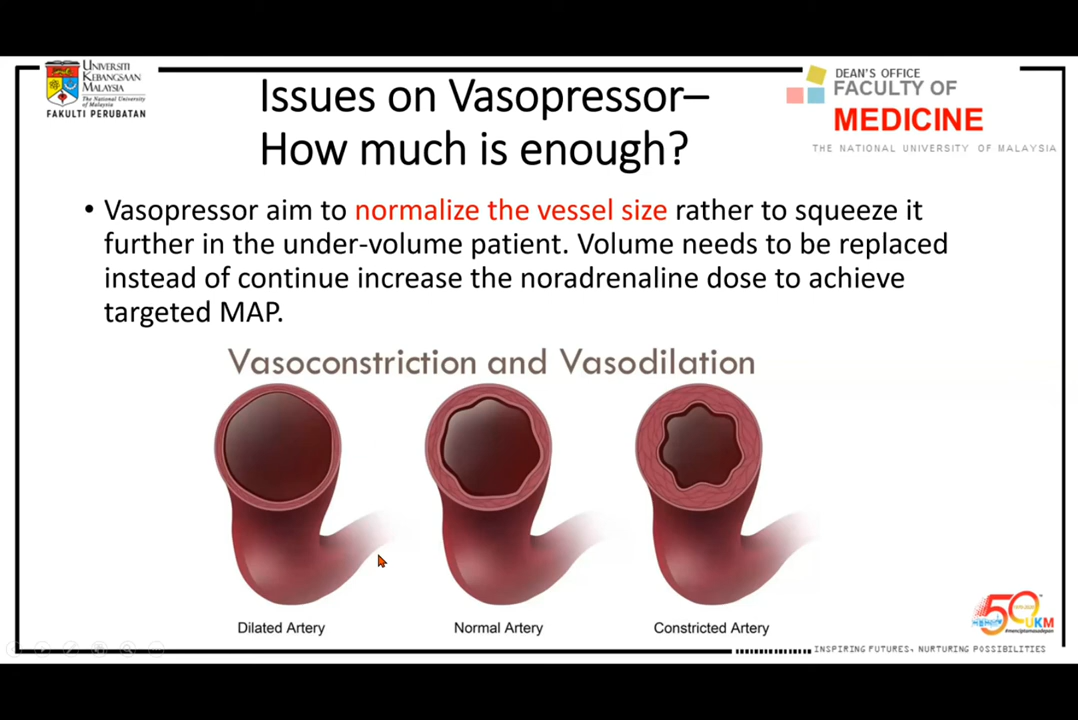 UNIVERSITI
KEBANGSAAN
MALAYSIA
The National University
of Malaysia
FAKULTI PERUBATAN
Issues on Vasopressor–
How much is enough?
DEAN'S OFFICE
FACULTY OF
MEDICINE
THE NATIONAL UNIVERSITY OF MALAYSIA
• Vasopressor aim to normalize the vessel size rather to squeeze it
further in the under-volume patient. Volume needs to be replaced
instead of continue increase the noradrenaline dose to achieve
targeted MAP.
Vasoconstriction and Vasodilation
Dilated Artery
Normal Artery
Constricted Artery
50
UKM
INSPIRING FUTURES, NURTURING POSSIBILITIES